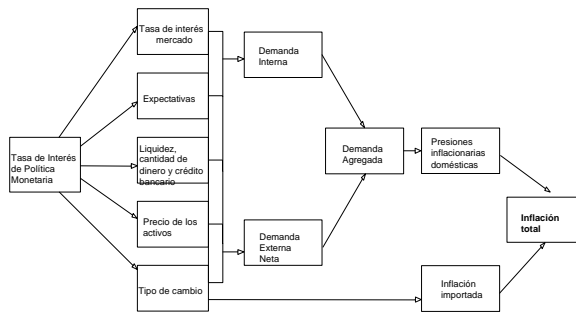 Tasa de Interés
de Política
Monetaria
Tasa de interés
mercado
Expectativas
Liquidez,
cantidad de
dinero y crédito
bancario
Precio de los
activos
Tipo de cambio
Demanda
Interna
Demanda
Externa
Neta
Demanda
Agregada
Presiones
inflacionarias
domésticas
Inflación
importada
Inflación
total